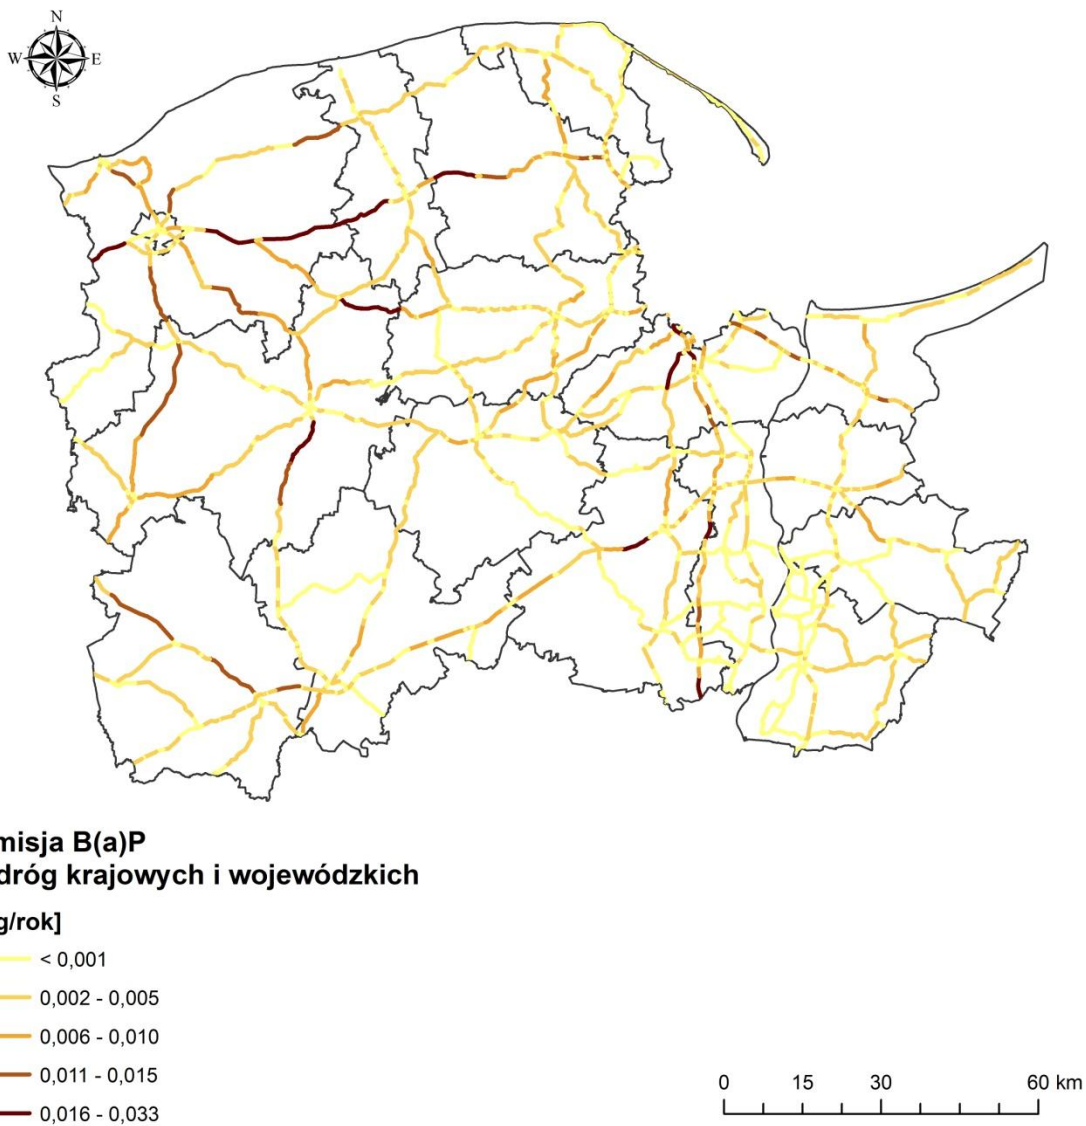 N
W E
S
misja B(a)P
dróg krajowych i wojewódzkich
g/rok]
< 0,001
0,002 - 0,005
0,006 - 0,010
0,011 - 0,015
0,016 - 0,033
0 15 30 60 km